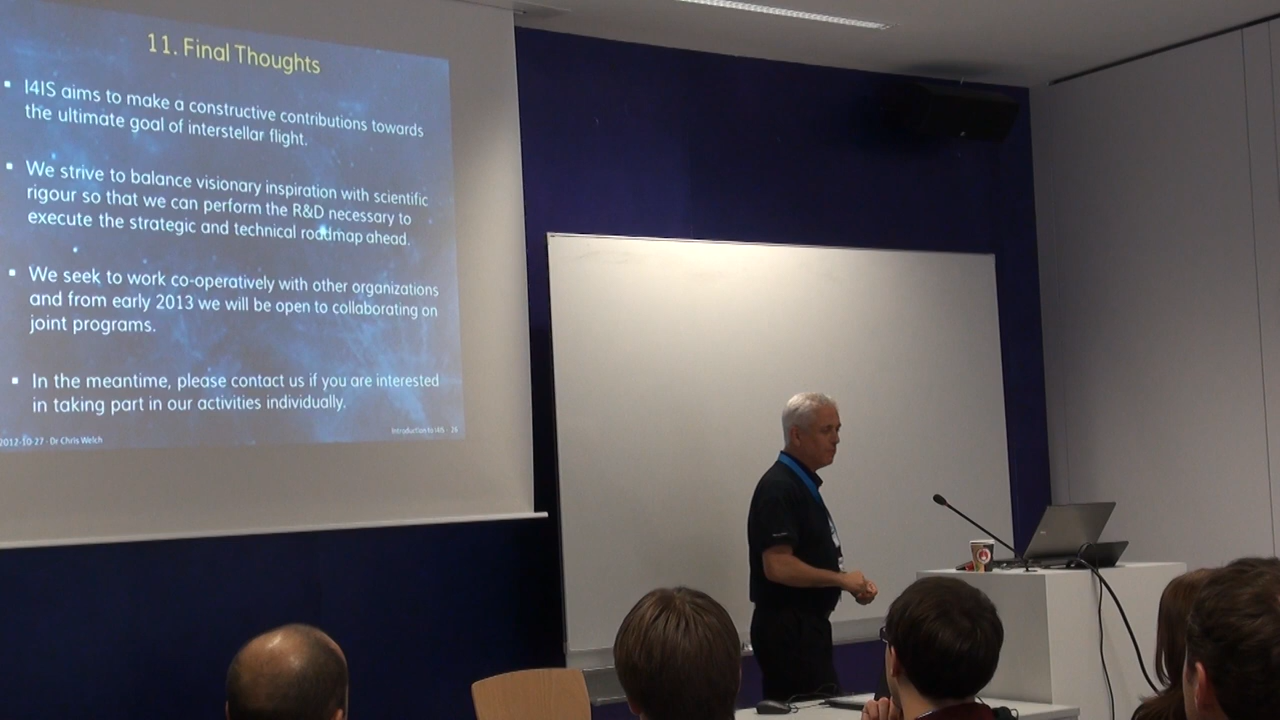 11. Final Thoughts
▪ I4IS aims to make a constructive contributions towards
the ultimate goal of interstellar flight.
▪ We strive to balance visionary inspiration with scientific
rigour so that we can perform the R&D necessary to
execute the strategic and technical roadmap ahead.
▪ We seek to work co-operatively with other organizations
and from early 2013 we will be open to collaborating on
joint programs.
▪ In the meantime, please contact us if you are interested
in taking part in our activities individually.
2012-10-27 - Dr Chris Welch
Introduction to I4IS - 26